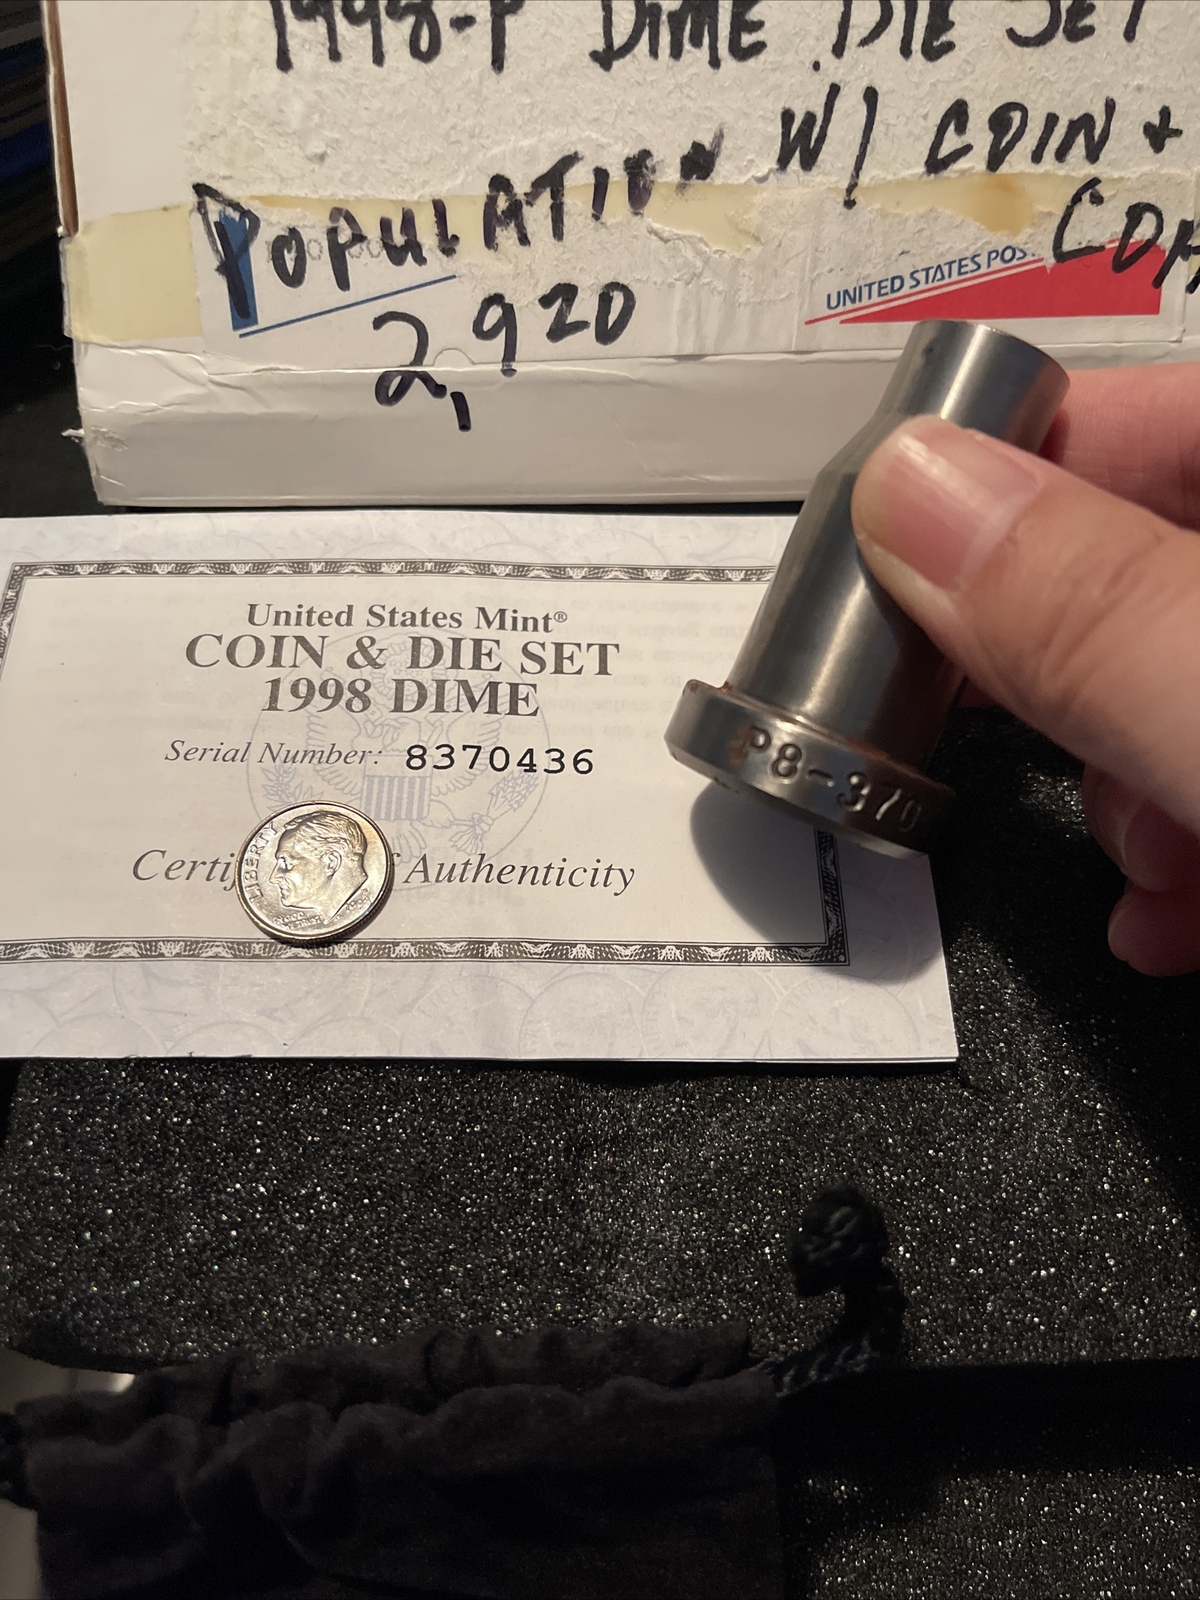 1998-P DIME DIE SET
W/ COIN +
POPULATION
2,920
UNITED STATES
United States Mint®
COIN & DIE SET
1998 DIME
Serial Number: 8370436
Authenticity
LIBERTY
P8-370